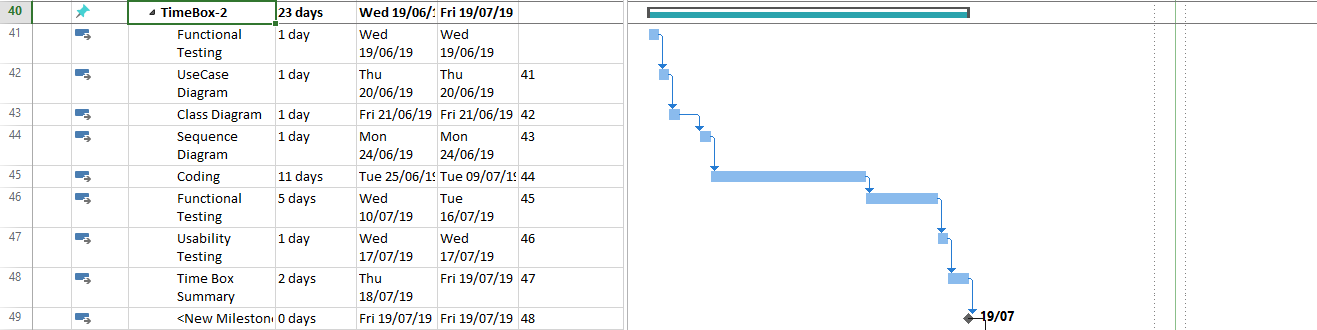 40 TimeBox-2 23 days Wed 19/06/ Fri 19/07/19
41 Functional 1 day Wed Wed
Testing 19/06/19 19/06/19
42 UseCase 1 day Thu Thu 41
Diagram 20/06/19 20/06/19
43 Class Diagram 1 day Fri 21/06/19 Fri 21/06/19 42
44 Sequence 1 day Mon Mon 43
Diagram 24/06/19 24/06/19
45 Coding 11 days Tue 25/06/19 Tue 09/07/19 44
46 Functional 5 days Wed Tue 45
Testing 10/07/19 16/07/19
47 Usability 1 day Wed Wed 46
Testing 17/07/19 17/07/19
48 Time Box 2 days Thu Fri 19/07/19 47
Summary 18/07/19
49 <New Milestone 0 days Fri 19/07/19 Fri 19/07/19 48 19/07